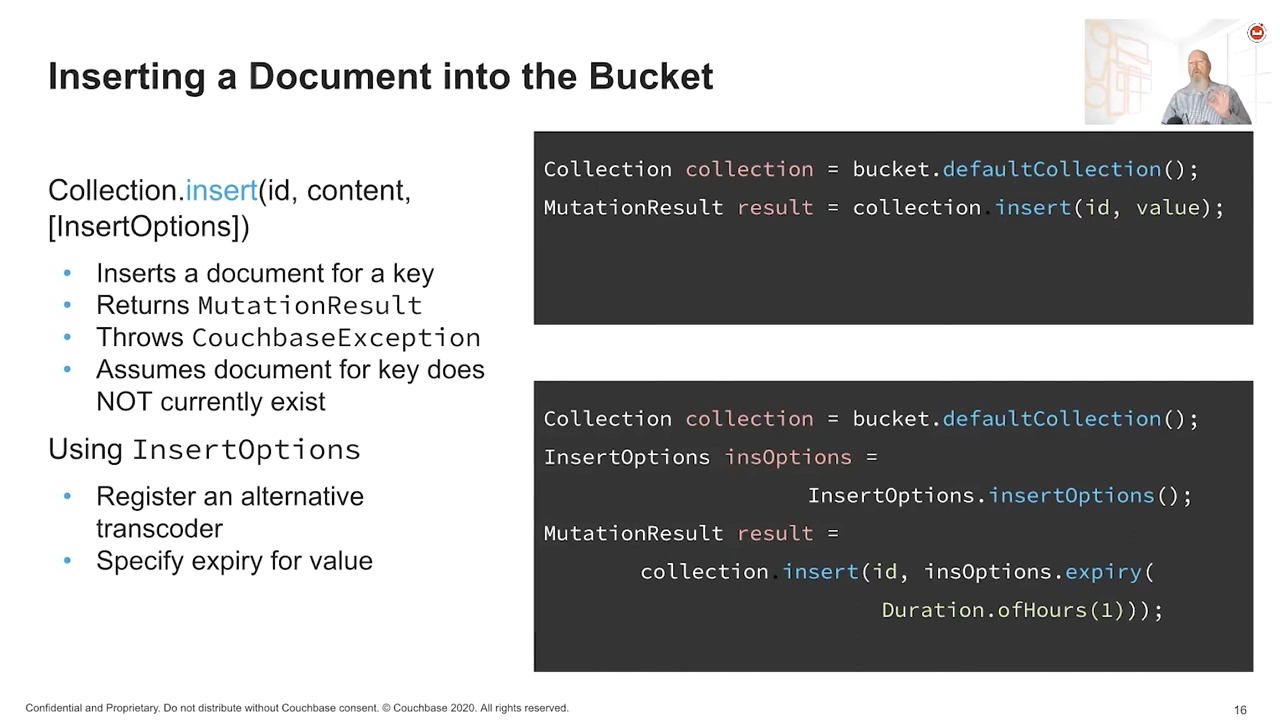 Inserting a Document into the Bucket
Collection.insert(id, content,
[InsertOptions])
• Inserts a document for a key
• Returns MutationResult
• Throws CouchbaseException
• Assumes document for key does
NOT currently exist
Using InsertOptions
• Register an alternative
transcoder
• Specify expiry for value
Collection collection = bucket.defaultCollection();
MutationResult result = collection.insert(id, value);
Collection collection = bucket.defaultCollection();
InsertOptions insOptions =
InsertOptions.insertOptions();
MutationResult result =
collection.insert(id, insOptions.expiry(
Duration.ofHours(1)));
Confidential and Proprietary. Do not distribute without Couchbase consent. © Couchbase 2020. All rights reserved.
16